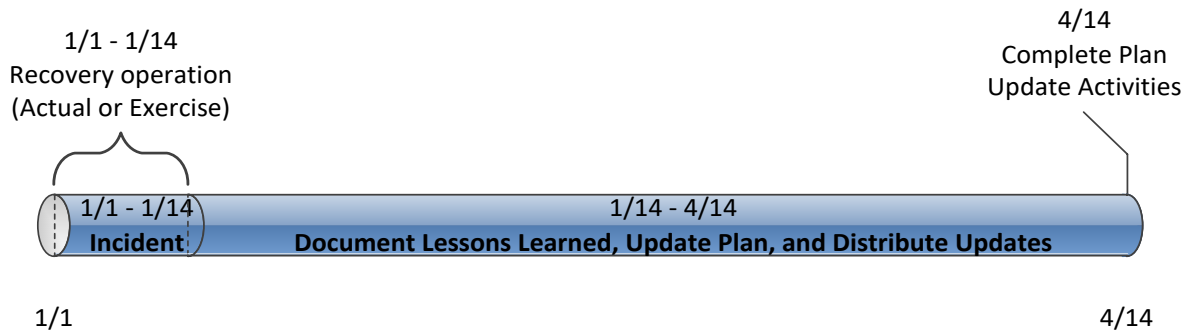 1/1 - 1/14
Recovery operation
(Actual or Exercise)
4/14
Complete Plan
Update Activities
1/1 - 1/14
Incident
1/14 - 4/14
Document Lessons Learned, Update Plan, and Distribute Updates
1/1
4/14